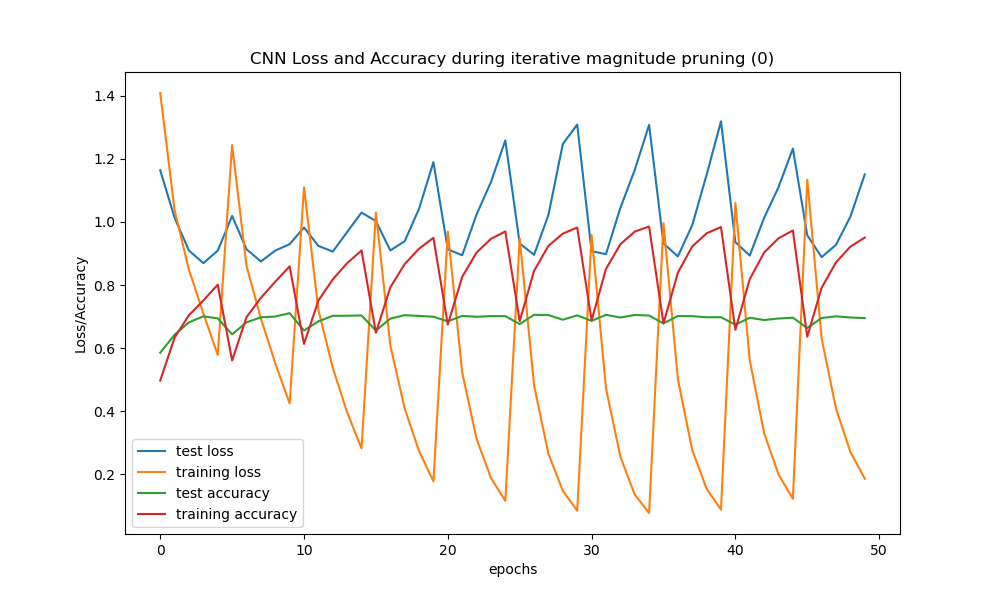 CNN Loss and Accuracy during iterative magnitude pruning (0)
Loss/Accuracy
1.4
1.2
1.0
0.8
0.6
0.4
0.2
test loss
training loss
test accuracy
training accuracy
0 10 20 30 40 50
epochs